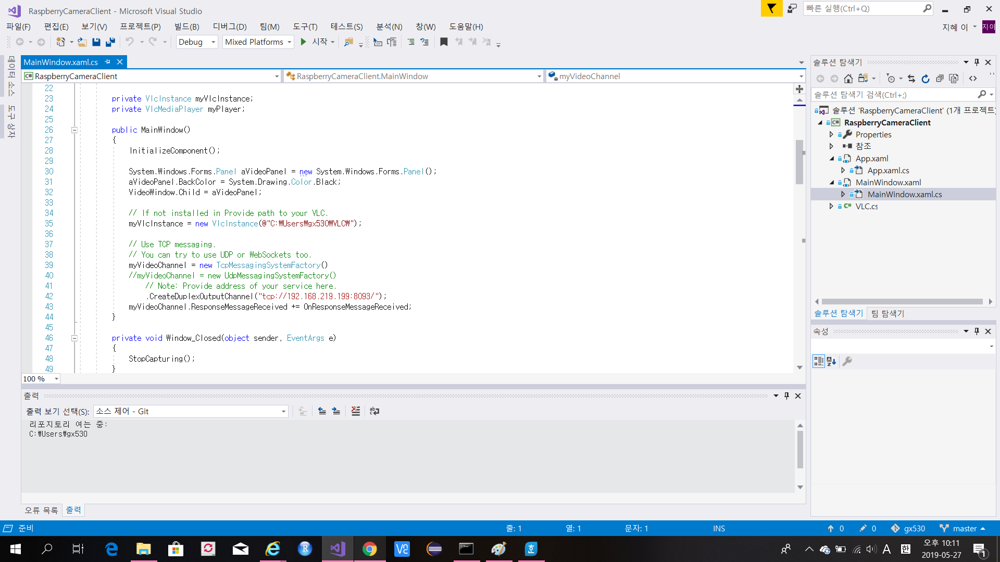 RaspberryCameraClient - Microsoft Visual Studio
빠른 실행(Ctrl+Q)
파일(F) 편집(E) 보기(V) 프로젝트(P) 빌드(B) 디버그(D) 팀(M) 도구(T) 테스트(S) 분석(N) 창(W) 도움말(H)
지혜 이 지이
Debug Mixed Platforms 시작
데이터 소스
도구 상자
MainWindow.xaml.cs
RaspberryCameraClient RaspberryCameraClient.MainWindow myVideoChannel
22
23 private VlcInstance myVlcInstance;
24 private VlcMediaPlayer myPlayer;
25
26 public MainWindow()
27 {
28 InitializeComponent();
29
30 System.Windows.Forms.Panel aVideoPanel = new System.Windows.Forms.Panel();
31 aVideoPanel.BackColor = System.Drawing.Color.Black;
32 VideoWindow.Child = aVideoPanel;
33
34 // If not installed in Provide path to your VLC.
35 myVlcInstance = new VlcInstance(@"C:₩Users₩gx530₩VLC₩");
36
37 // Use TCP messaging.
38 // You can try to use UDP or WebSockets too.
39 myVideoChannel = new TcpMessagingSystemFactory()
40 //myVideoChannel = new UdpMessagingSystemFactory()
41 // Note: Provide address of your service here.
42 .CreateDuplexOutputChannel("tcp://192.168.219.199:8093/");
43 myVideoChannel.ResponseMessageReceived += OnResponseMessageReceived;
44 }
45
46 private void Window_Closed(object sender, EventArgs e)
47 {
48 StopCapturing();
49 }
100 %
출력
출력 보기 선택(S): 소스 제어 - Git
리포지토리 여는 중:
C:₩Users₩gx530
오류 목록 출력
솔루션 탐색기
솔루션 탐색기 검색(Ctrl+;)
솔루션 'RaspberryCameraClient' (1개 프로젝트)
RaspberryCameraClient
Properties
참조
App.xaml
App.xaml.cs
MainWindow.xaml
MainWindow.xaml.cs
VLC.cs
솔루션 탐색기 팀 탐색기
속성
준비 줄: 1 열: 1 문자: 1 INS 0 0 gx530 master
A 한 오후 10:11
2019-05-27
1